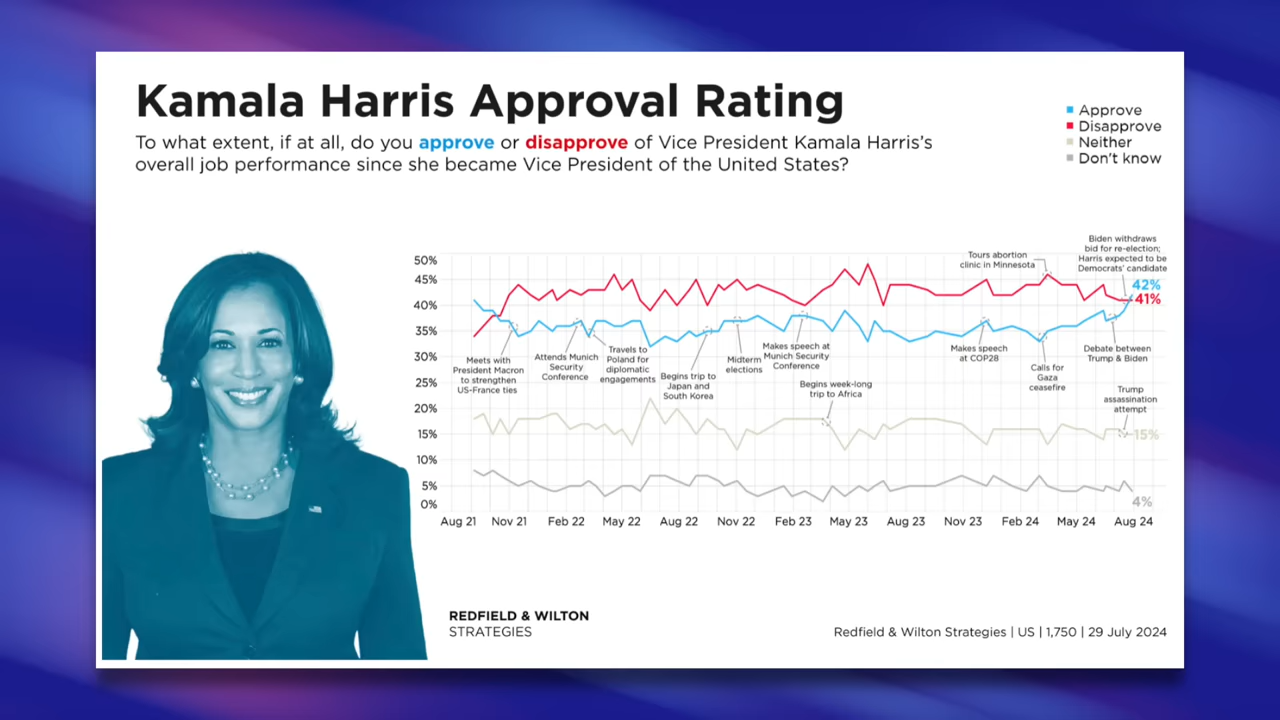 Kamala Harris Approval Rating
To what extent, if at all, do you approve or disapprove of Vice President Kamala Harris's
overall job performance since she became Vice President of the United States?
Approve
Disapprove
Neither
Don't know
50%
45%
40%
35%
30%
25%
20%
15%
10%
5%
0%
Meets with
President Macron
to strengthen
US-France ties
Attends Munich
Security
Conference
Travels to
Poland for
diplomatic
engagements
Begins trip to
Japan and
South Korea
Midterm
elections
Makes speech at
Munich Security
Conference
Begins week-long
trip to Africa
Makes speech
at COP28
Tours abortion
clinic in Minnesota
Calls for
Gaza
ceasefire
Biden withdraws
bid for re-election;
Harris expected to be
Democrats' candidate
Debate between
Trump & Biden
Trump
assassination
attempt
42%
41%
15%
4%
Aug 21 Nov 21 Feb 22 May 22 Aug 22 Nov 22 Feb 23 May 23 Aug 23 Nov 23 Feb 24 May 24 Aug 24
REDFIELD & WILTON
STRATEGIES
Redfield & Wilton Strategies | US | 1,750 | 29 July 2024